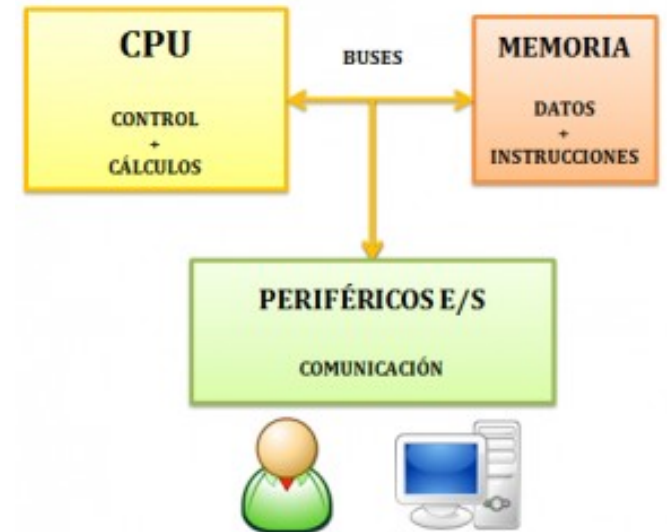 CPU
CONTROL
+
CÁLCULOS
BUSES
MEMORIA
DATOS
+
INSTRUCCIONES
PERIFÉRICOS E/S
COMUNICACIÓN